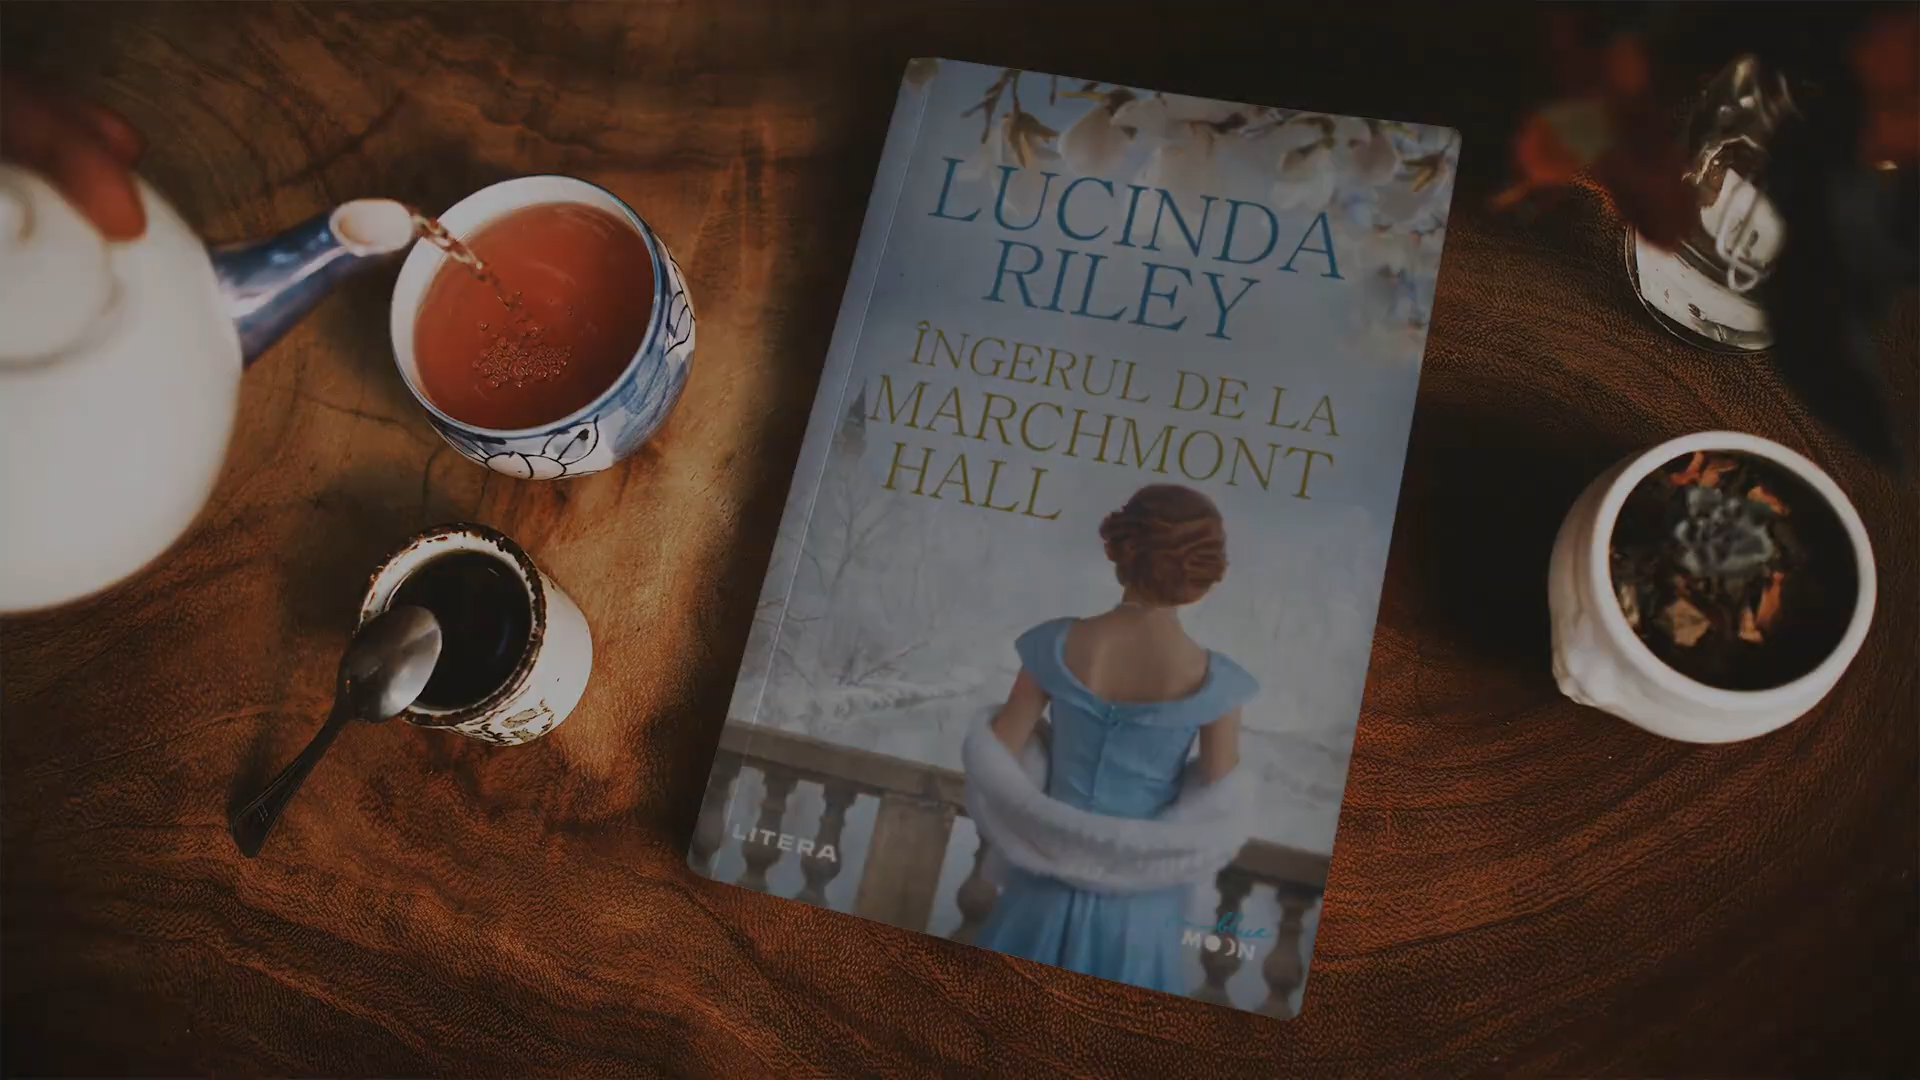 LUCINDA
RILEY
ÎNGERUL DE LA
MARCHMONT
HALL
LITERA
blue
MOON